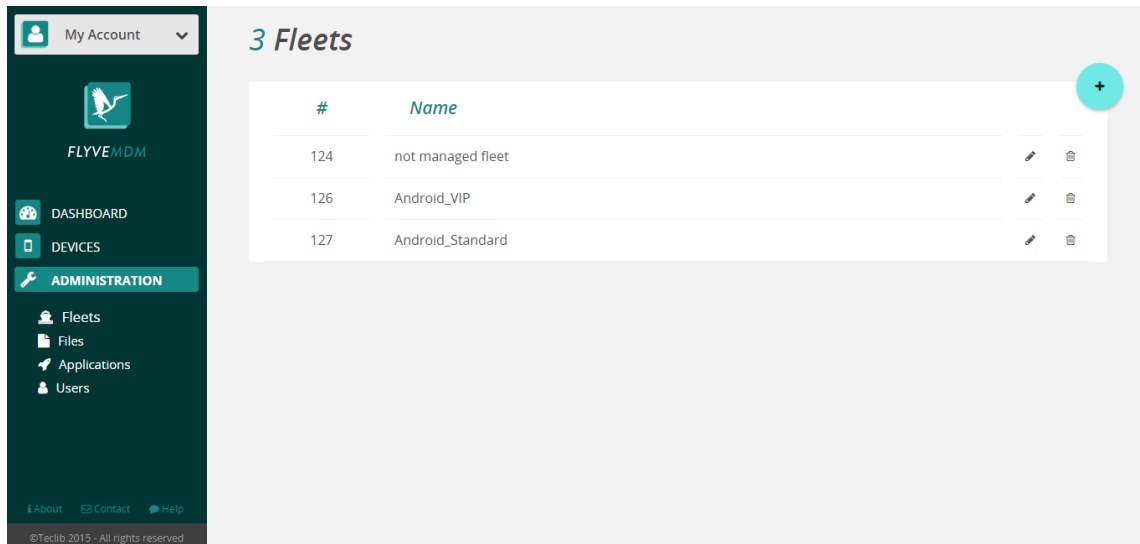 My Account
FLYVEMDM
DASHBOARD
DEVICES
ADMINISTRATION
Fleets
Files
Applications
Users
About Contact Help
©Teclib 2015 - All rights reserved
3 Fleets
+
# Name
124 not managed fleet
126 Android_VIP
127 Android_Standard